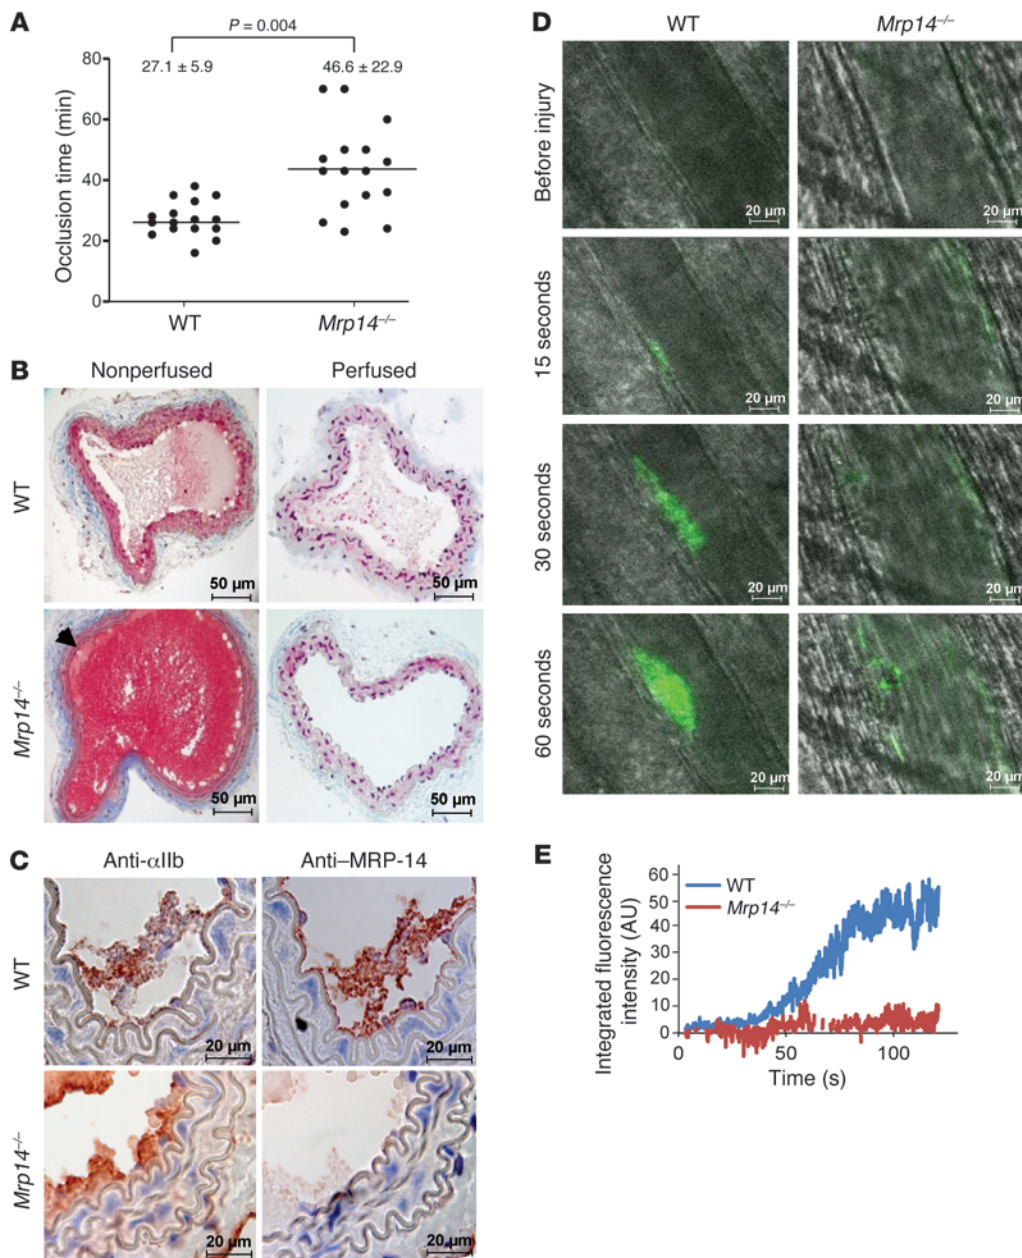 A
P = 0.004
27.1 ± 5.9
46.6 ± 22.9
Occlusion time (min)
80
60
40
20
0
WT
Mrp14–/–
B
Nonperfused
Perfused
WT
50 µm
50 µm
Mrp14–/–
50 µm
50 µm
C
Anti-αIIb
Anti–MRP-14
WT
20 µm
20 µm
Mrp14–/–
20 µm
20 µm
D
WT
Mrp14–/–
Before injury
20 µm
20 µm
15 seconds
20 µm
20 µm
30 seconds
20 µm
20 µm
60 seconds
20 µm
20 µm
E
Integrated fluorescence
intensity (AU)
60
50
40
30
20
10
0
WT
Mrp14–/–
0
50
100
Time (s)